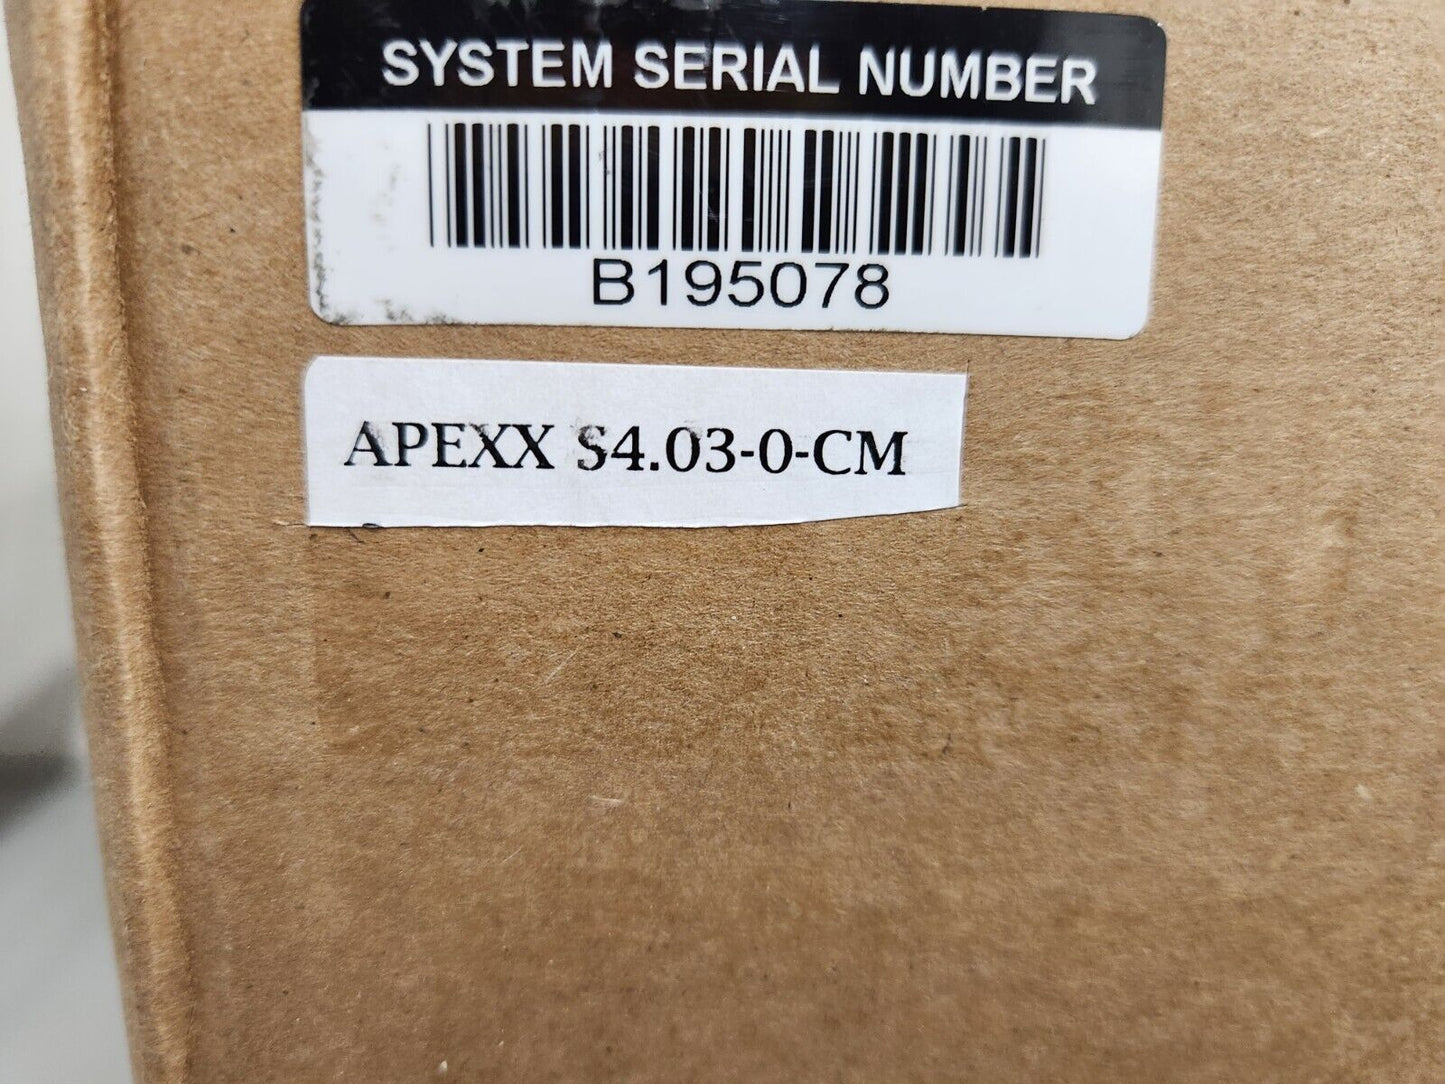 SYSTEM SERIAL NUMBER
B195078
APEXX S4.03-0-CM